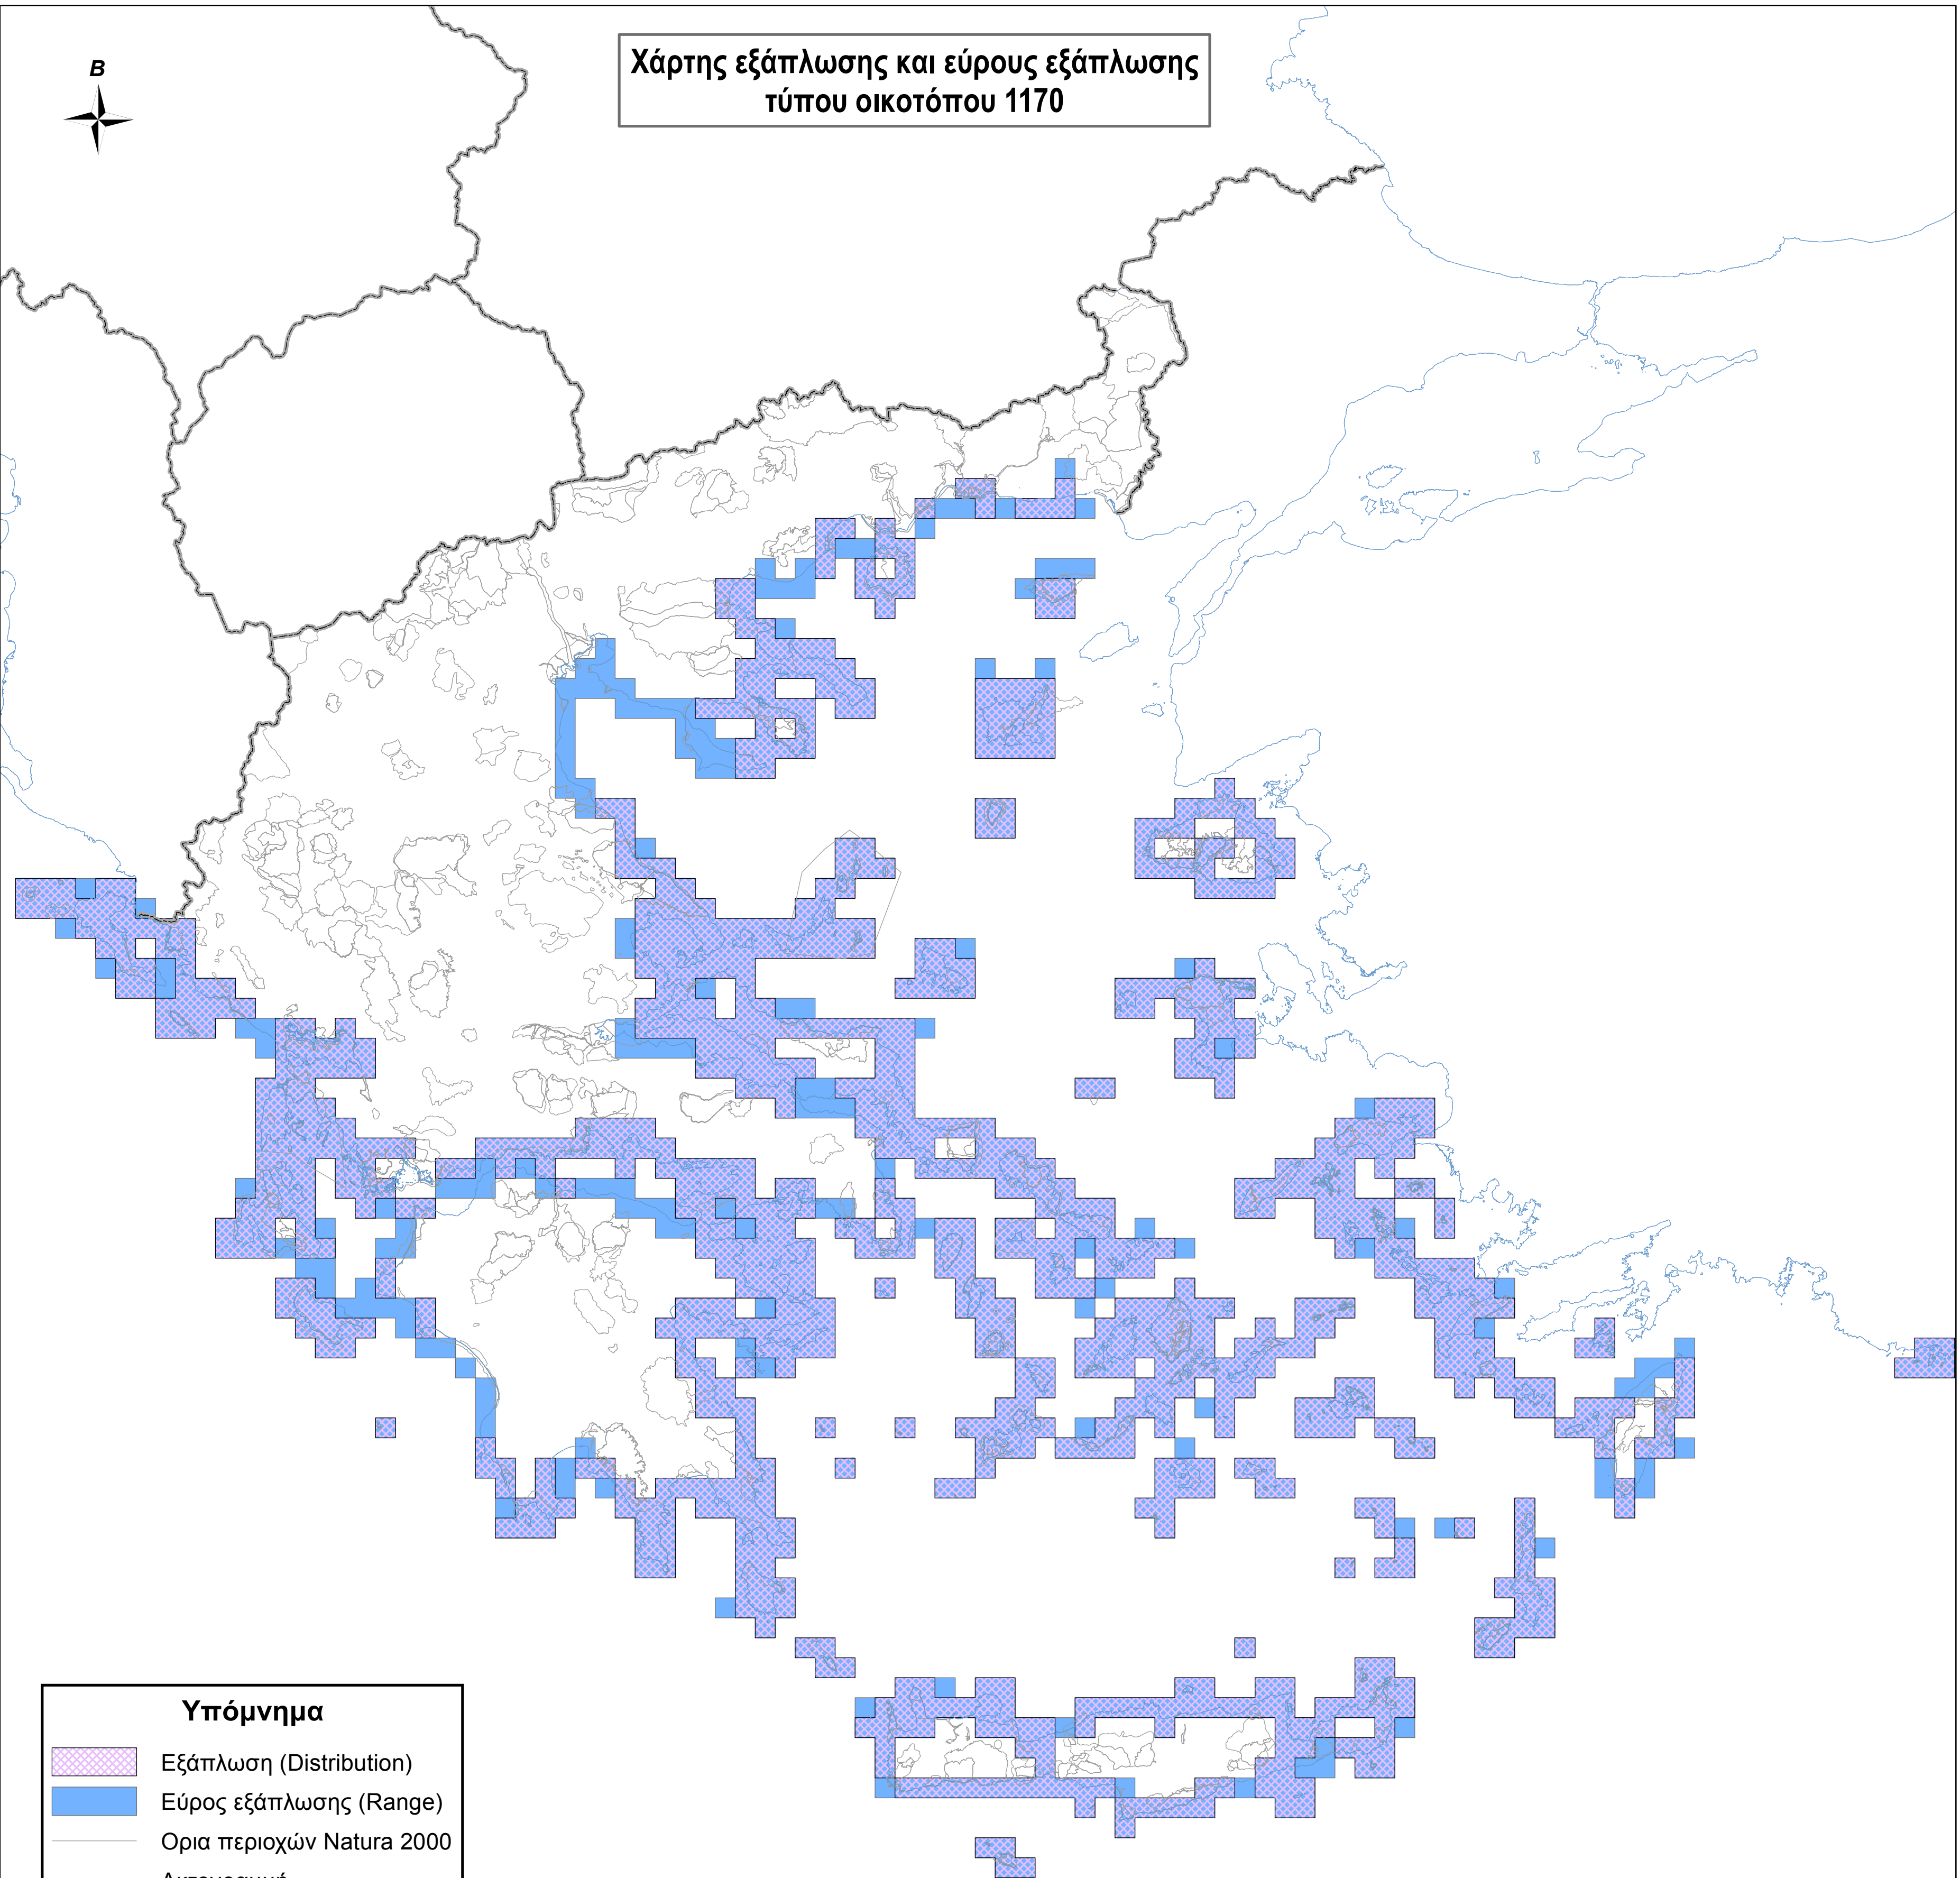 Χάρτης εξάπλωσης και εύρους εξάπλωσης
τύπου οικοτόπου 1170
B
Υπόμνημα
Εξάπλωση (Distribution)
Εύρος εξάπλωσης (Range)
Ορια περιοχών Natura 2000